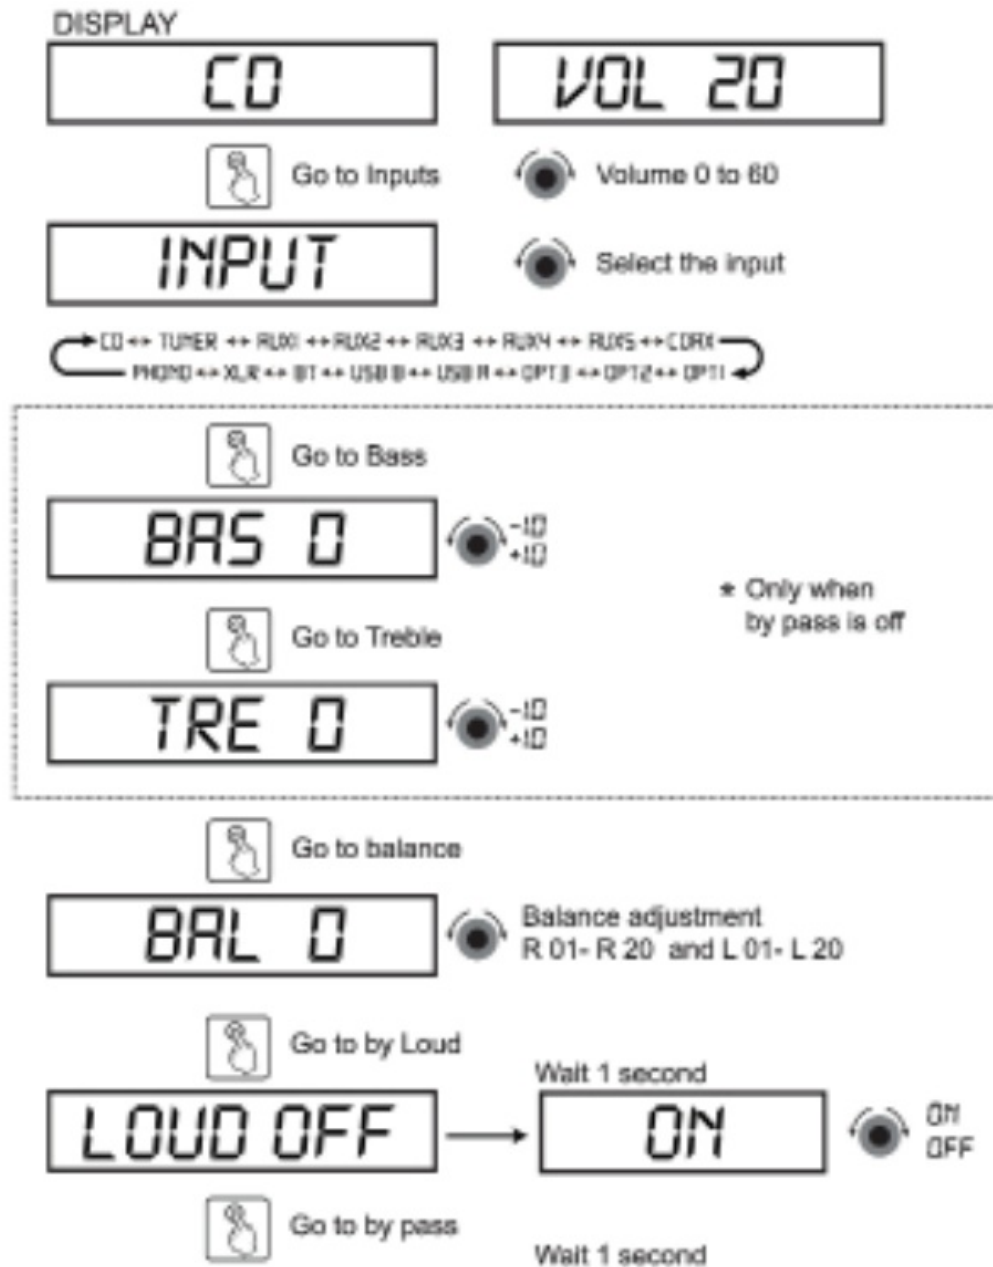 DISPLAY
CD
VOL 20
Go to Inputs
Volume 0 to 60
INPUT
Select the input
CD ↔ TUNER ↔ AUX1 ↔ AUX2 ↔ AUX3 ↔ AUX4 ↔ AUX5 ↔ COAX
PHONO ↔ XLR ↔ BT ↔ USB B ↔ USB A ↔ OPT3 ↔ OPT2 ↔ OPT1
Go to Bass
BAS 0
-10
+10
* Only when
by pass is off
Go to Treble
TRE 0
-10
+10
Go to balance
BAL 0
Balance adjustment
R 01- R 20 and L 01- L 20
Go to by Loud
Wait 1 second
LOUD OFF
ON
ON
OFF
Go to by pass
Wait 1 second